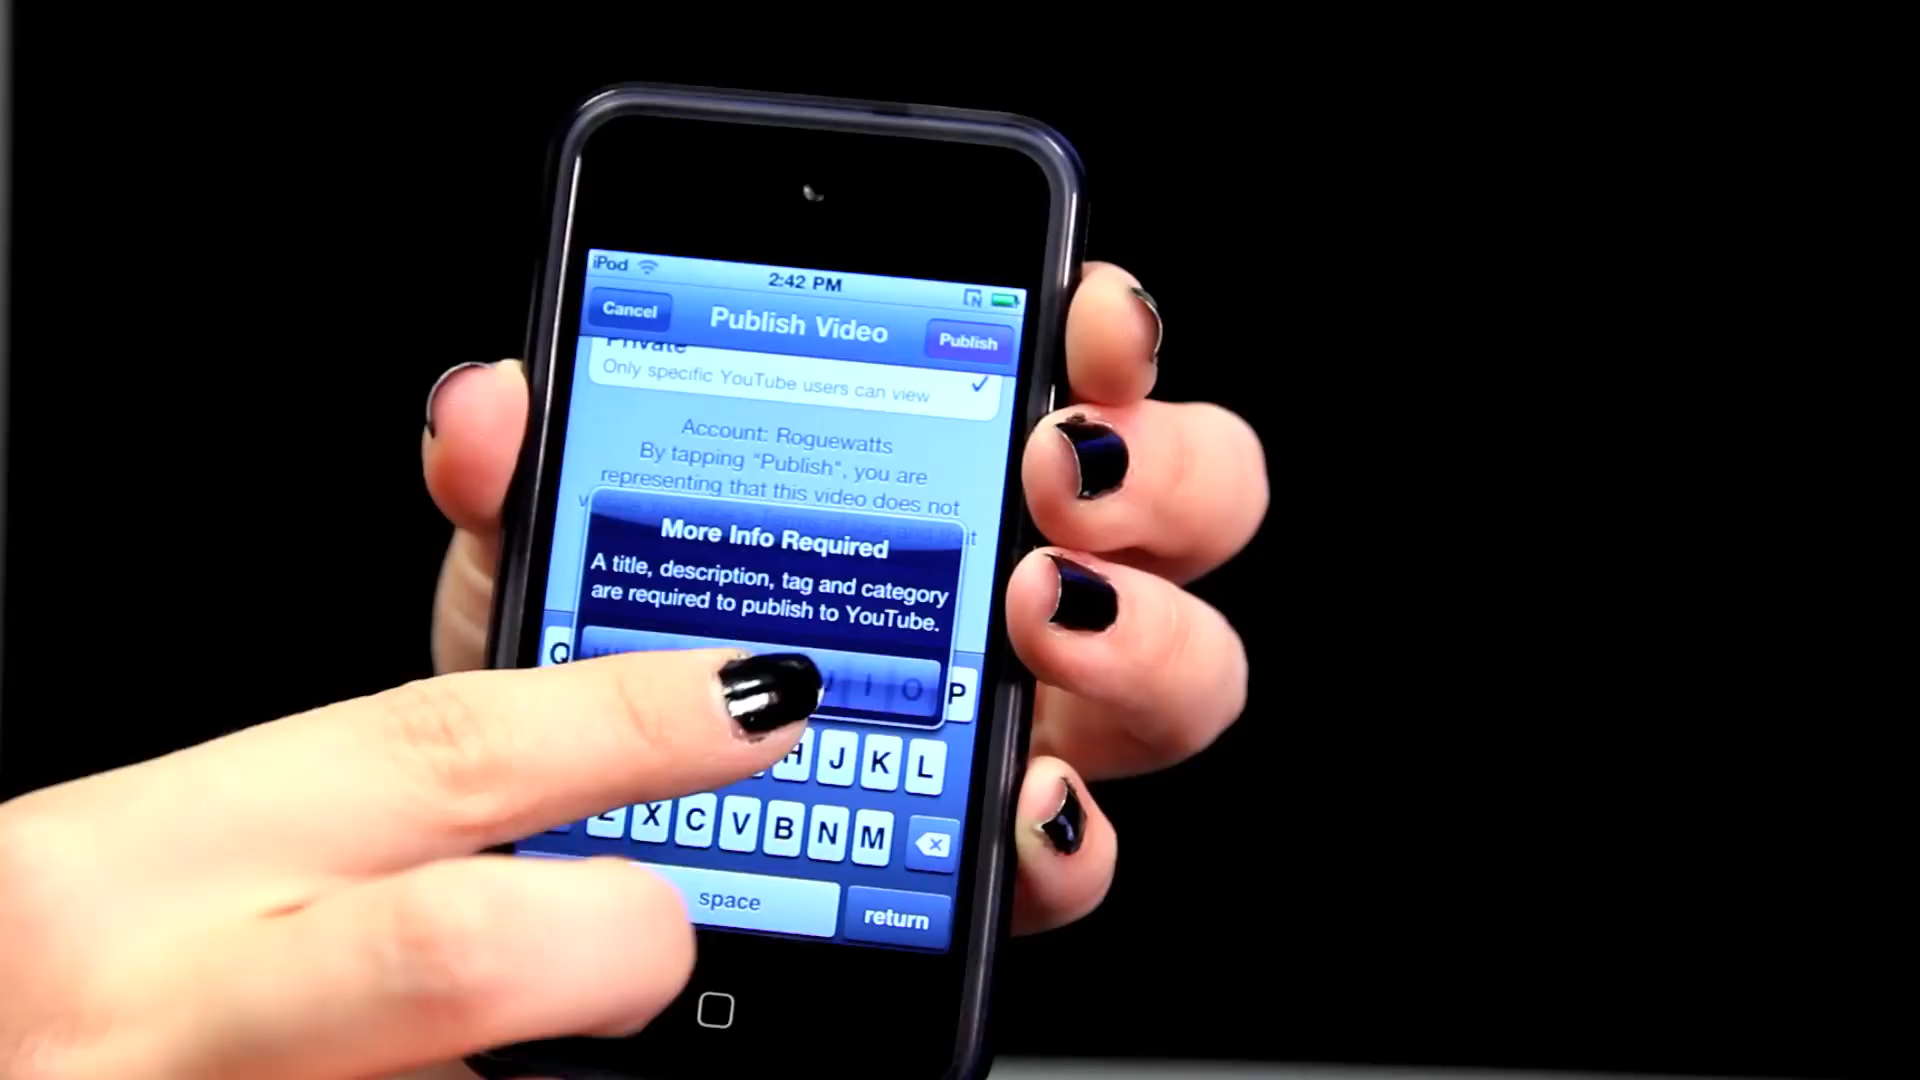 iPod
2:42 PM
Cancel
Publish Video
Publish
Private
Only specific YouTube users can view
Account: Roguewatts
By tapping "Publish", you are
representing that this video does not
More Info Required
A title, description, tag and category
are required to publish to YouTube.
Q I O P
H J K L
Z X C V B N M
space
return